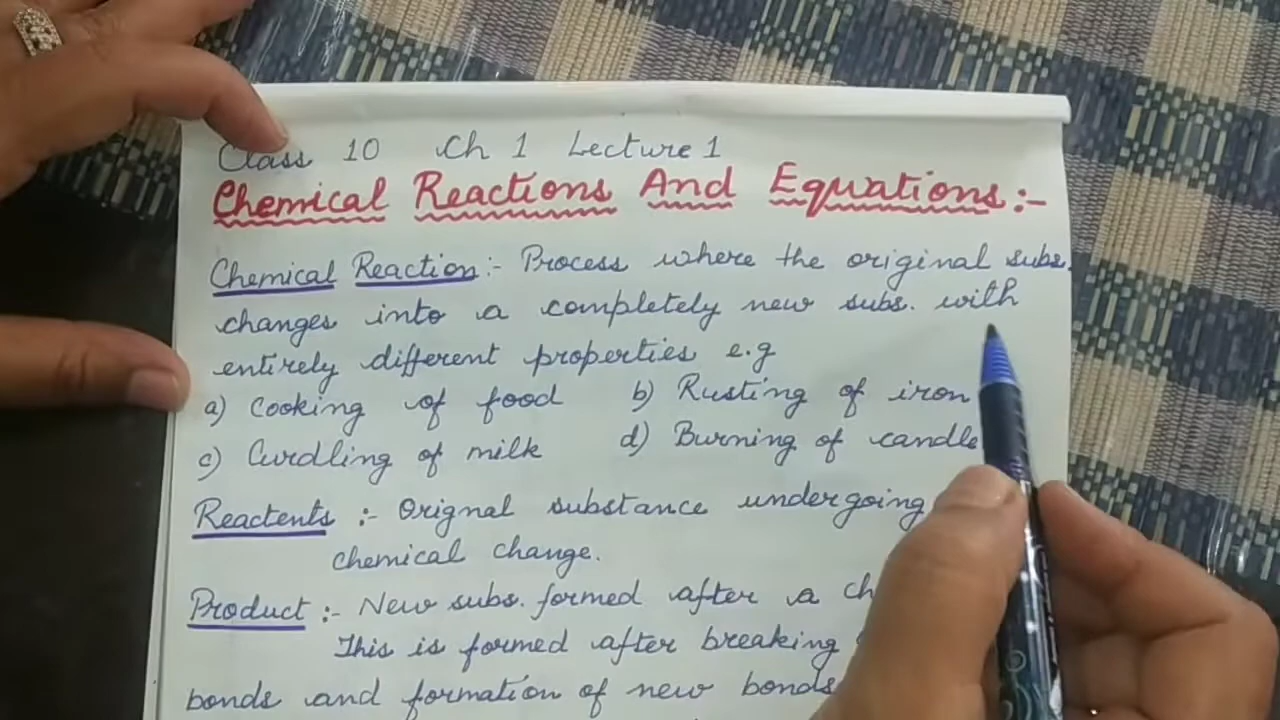 Class 10 Ch 1 Lecture 1
Chemical Reactions And Equations:-
Chemical Reaction:- Process where the original subs.
changes into a completely new subs. with
entirely different properties e.g
a) Cooking of food b) Rusting of iron
c) Curdling of milk d) Burning of candle
Reactents :- Orignal substance undergoing
chemical change.
Product :- New subs. formed after a ch
This is formed after breaking
bonds and formation of new bonds